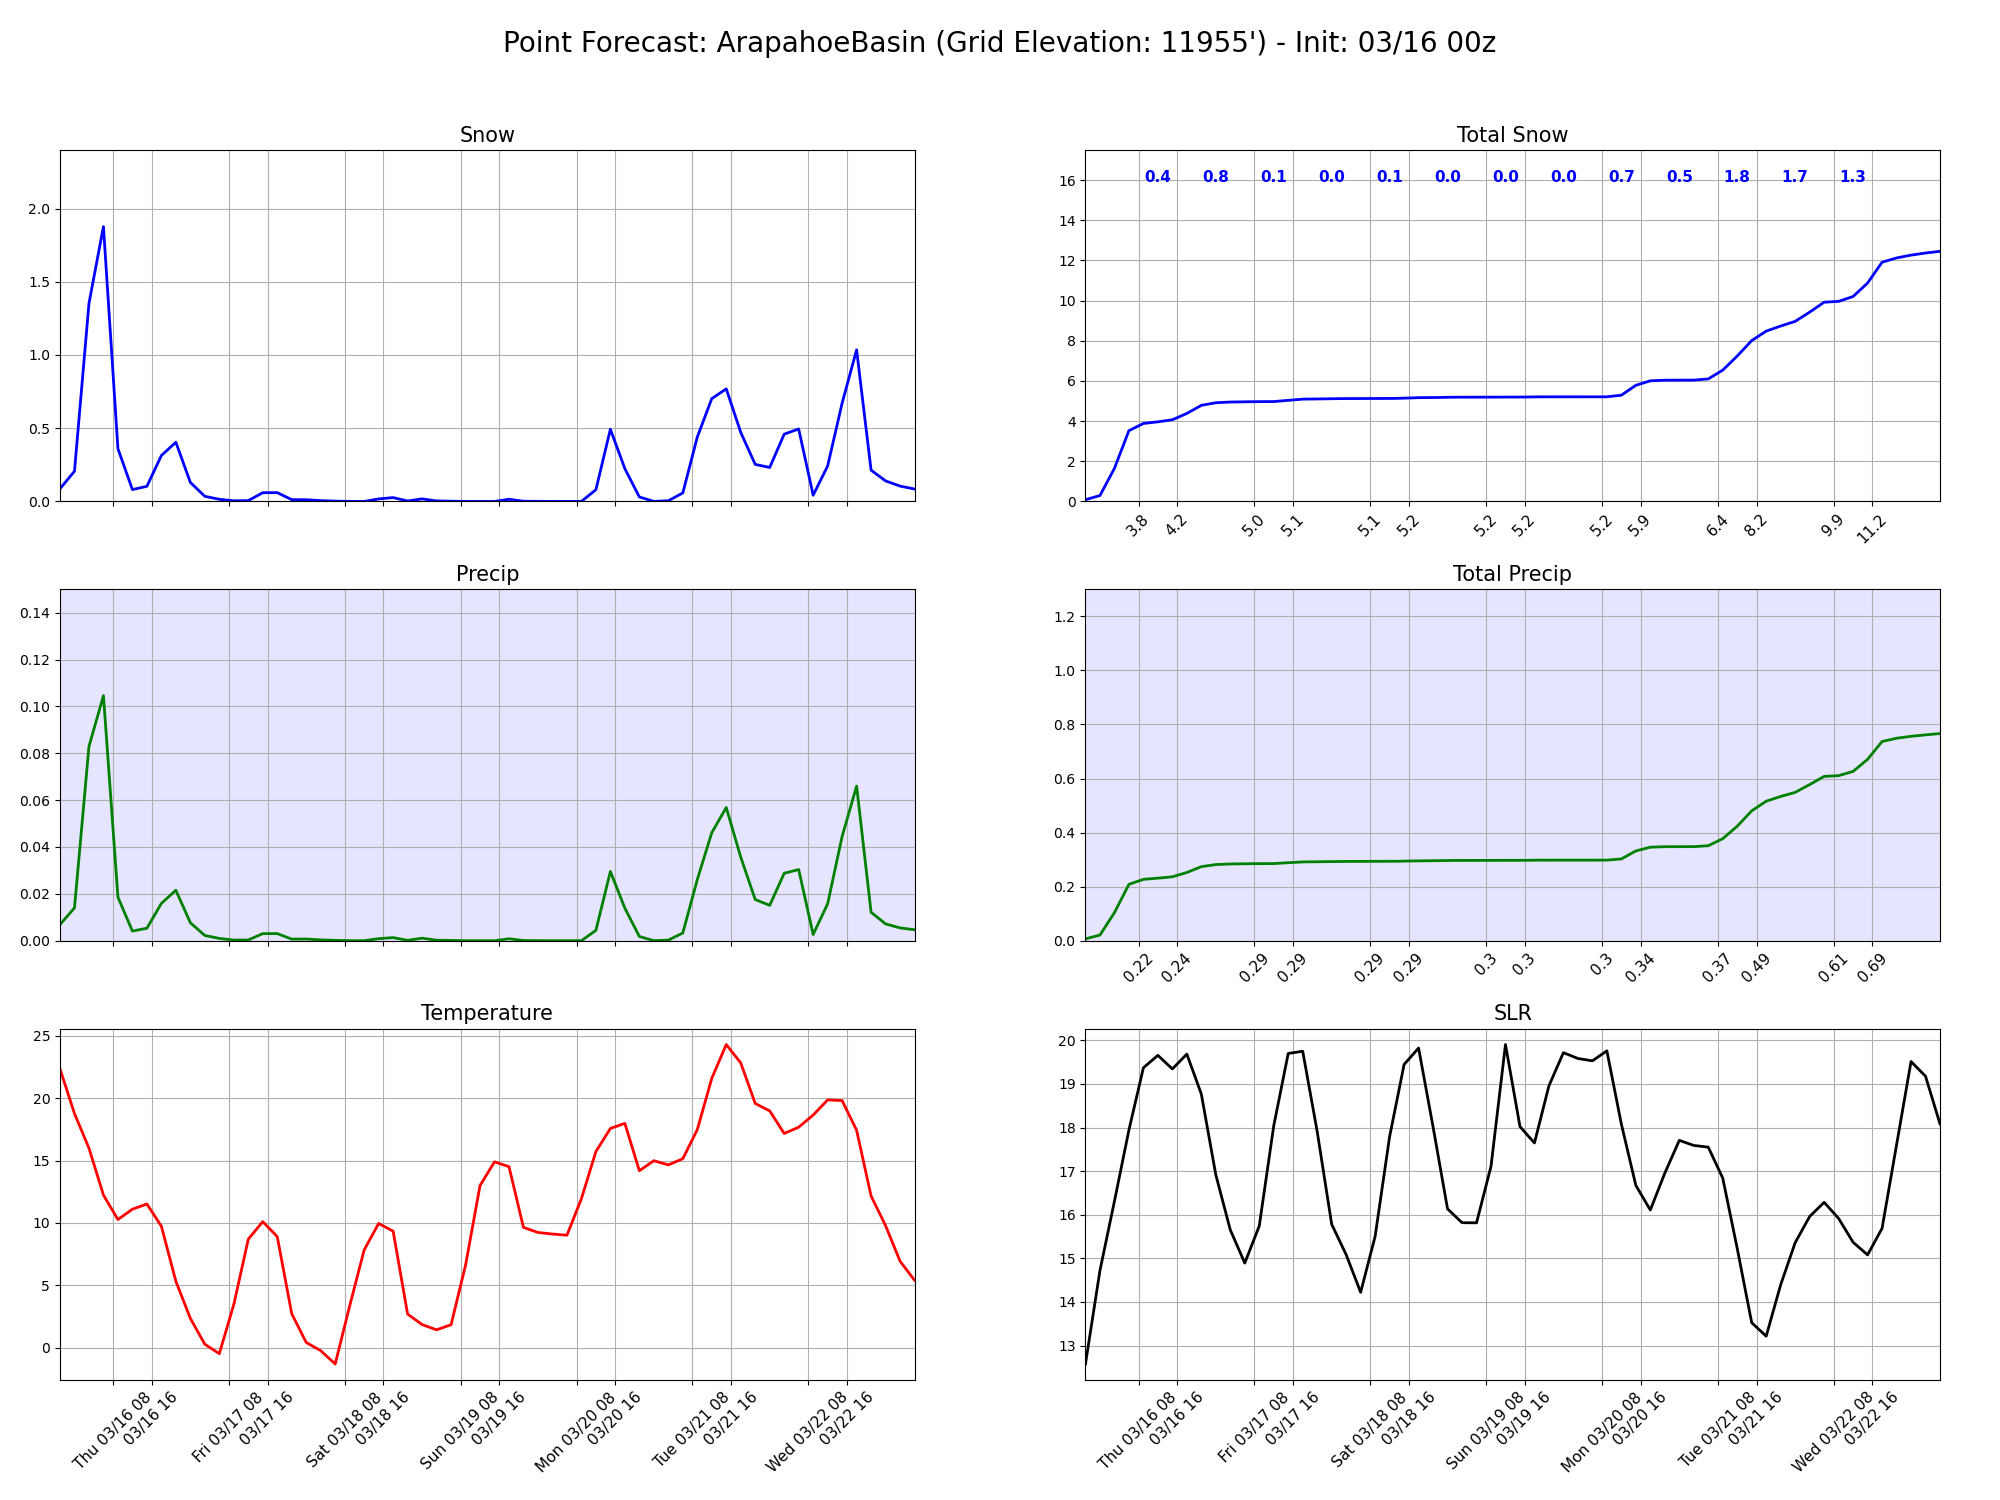 Point Forecast: ArapahoeBasin (Grid Elevation: 11955') - Init: 03/16 00z
Snow
2.0
1.5
1.0
0.5
0.0
Total Snow
0.4 0.8 0.1 0.0 0.1 0.0 0.0 0.0 0.7 0.5 1.8 1.7 1.3
16
14
12
10
8
6
4
2
0
3.8 4.2 5.0 5.1 5.1 5.2 5.2 5.2 5.2 5.9 6.4 8.2 9.9 11.2
Precip
0.14
0.12
0.10
0.08
0.06
0.04
0.02
0.00
Total Precip
1.2
1.0
0.8
0.6
0.4
0.2
0.0
0.22 0.24 0.29 0.29 0.29 0.29 0.3 0.3 0.3 0.34 0.37 0.49 0.61 0.69
Temperature
25
20
15
10
5
0
Thu 03/16 08
03/16 16
Fri 03/17 08
03/17 16
Sat 03/18 08
03/18 16
Sun 03/19 08
03/19 16
Mon 03/20 08
03/20 16
Tue 03/21 08
03/21 16
Wed 03/22 08
03/22 16
SLR
20
19
18
17
16
15
14
13
Thu 03/16 08
03/16 16
Fri 03/17 08
03/17 16
Sat 03/18 08
03/18 16
Sun 03/19 08
03/19 16
Mon 03/20 08
03/20 16
Tue 03/21 08
03/21 16
Wed 03/22 08
03/22 16